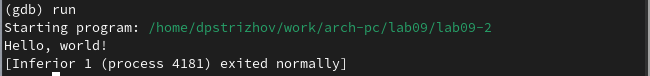 (gdb) run
Starting program: /home/dpstrizhov/work/arch-pc/lab09/lab09-2
Hello, world!
[Inferior 1 (process 4181) exited normally]